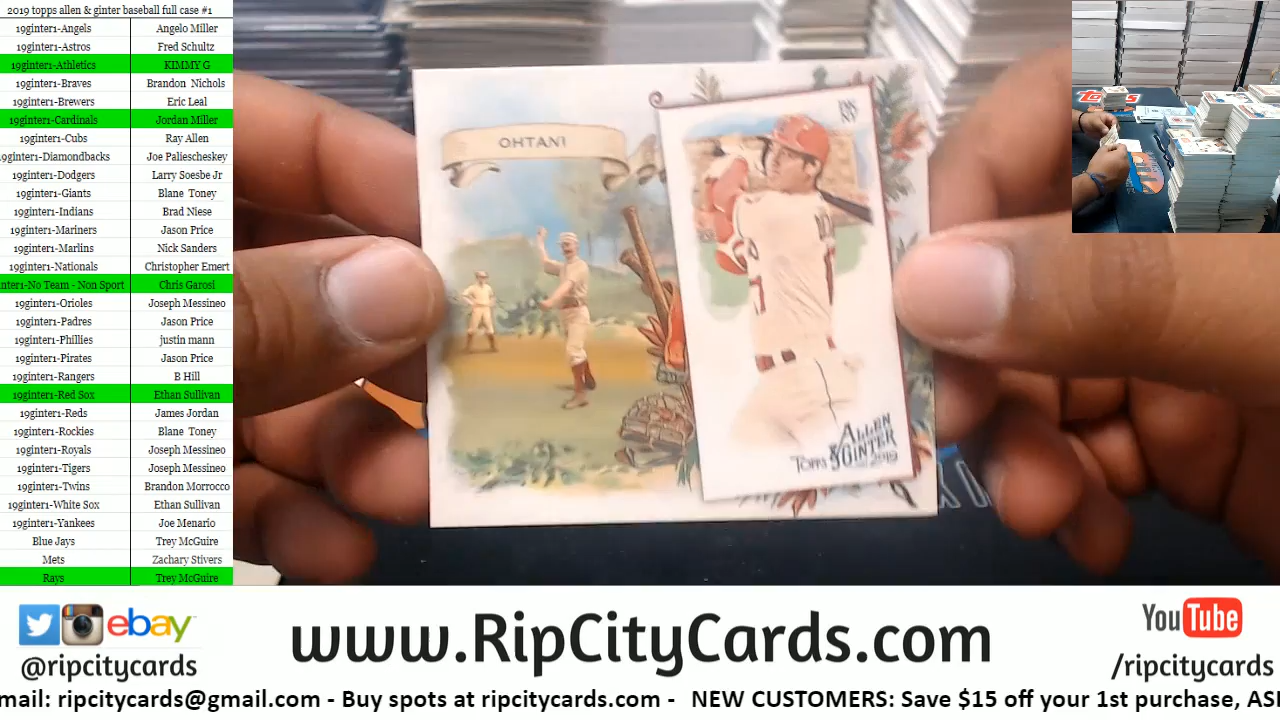 2019 topps allen & ginter baseball full case #1
19ginter1-Angels Angelo Miller
19ginter1-Astros Fred Schultz
19ginter1-Athletics KIMMY G
19ginter1-Braves Brandon Nichols
19ginter1-Brewers Eric Leal
19ginter1-Cardinals Jordan Miller
19ginter1-Cubs Ray Allen
9ginter1-Diamondbacks Joe Paliescheskey
19ginter1-Dodgers Larry Soesbe Jr
19ginter1-Giants Blane Toney
19ginter1-Indians Brad Niese
19ginter1-Mariners Jason Price
19ginter1-Marlins Nick Sanders
19ginter1-Nationals Christopher Emert
nter1-No Team - Non Sport Chris Garosi
19ginter1-Orioles Joseph Messineo
19ginter1-Padres Jason Price
19ginter1-Phillies justin mann
19ginter1-Pirates Jason Price
19ginter1-Rangers B Hill
19ginter1-Red Sox Ethan Sullivan
19ginter1-Reds James Jordan
19ginter1-Rockies Blane Toney
19ginter1-Royals Joseph Messineo
19ginter1-Tigers Joseph Messineo
19ginter1-Twins Brandon Morrocco
19ginter1-White Sox Ethan Sullivan
19ginter1-Yankees Joe Menario
Blue Jays Trey McGuire
Mets Zachary Stivers
Rays Trey McGuire
OHTANI
ALLEN
& GINTER
TOPPS 2019
ebay
@ripcitycards
www.RipCityCards.com
YouTube
/ripcitycards
mail: ripcitycards@gmail.com - Buy spots at ripcitycards.com - NEW CUSTOMERS: Save $15 off your 1st purchase, ASI